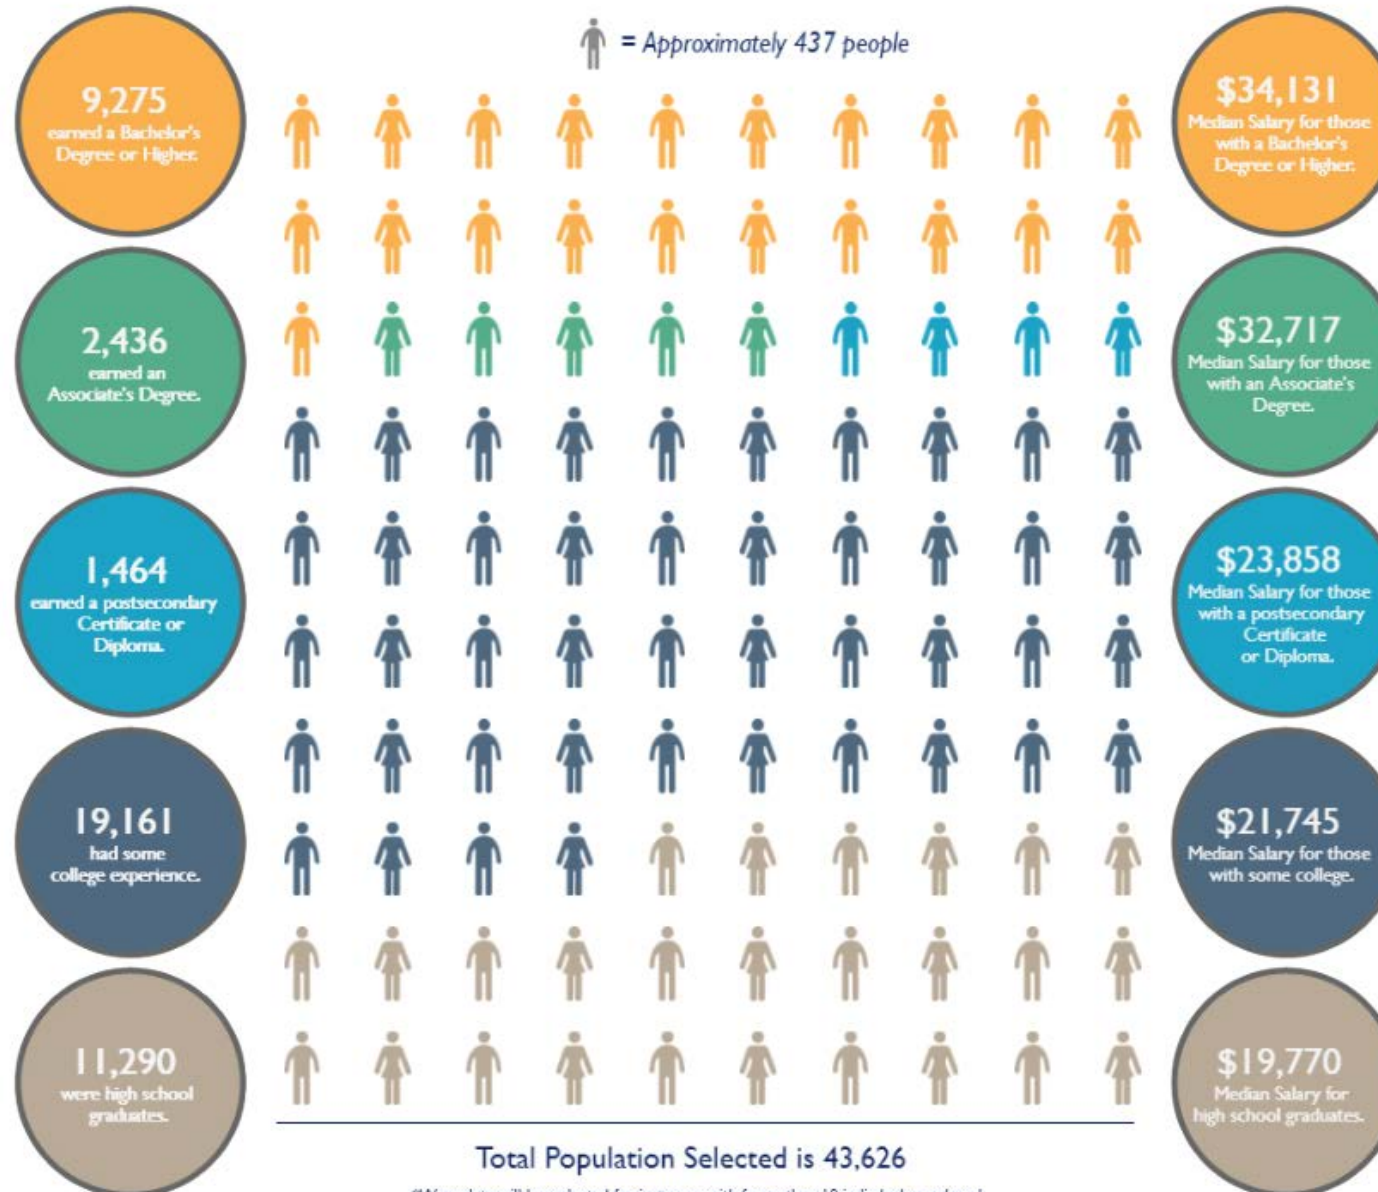 = Approximately 437 people
9,275
earned a Bachelor's
Degree or Higher.
2,436
earned an
Associate's Degree.
1,464
earned a postsecondary
Certificate or
Diploma.
19,161
had some
college experience.
11,290
were high school
graduates.
$34,131
Median Salary for those
with a Bachelor's
Degree or Higher.
$32,717
Median Salary for those
with an Associate's
Degree.
$23,858
Median Salary for those
with a postsecondary
Certificate
or Diploma.
$21,745
Median Salary for those
with some college.
$19,770
Median Salary for
high school graduates.
Total Population Selected is 43,626